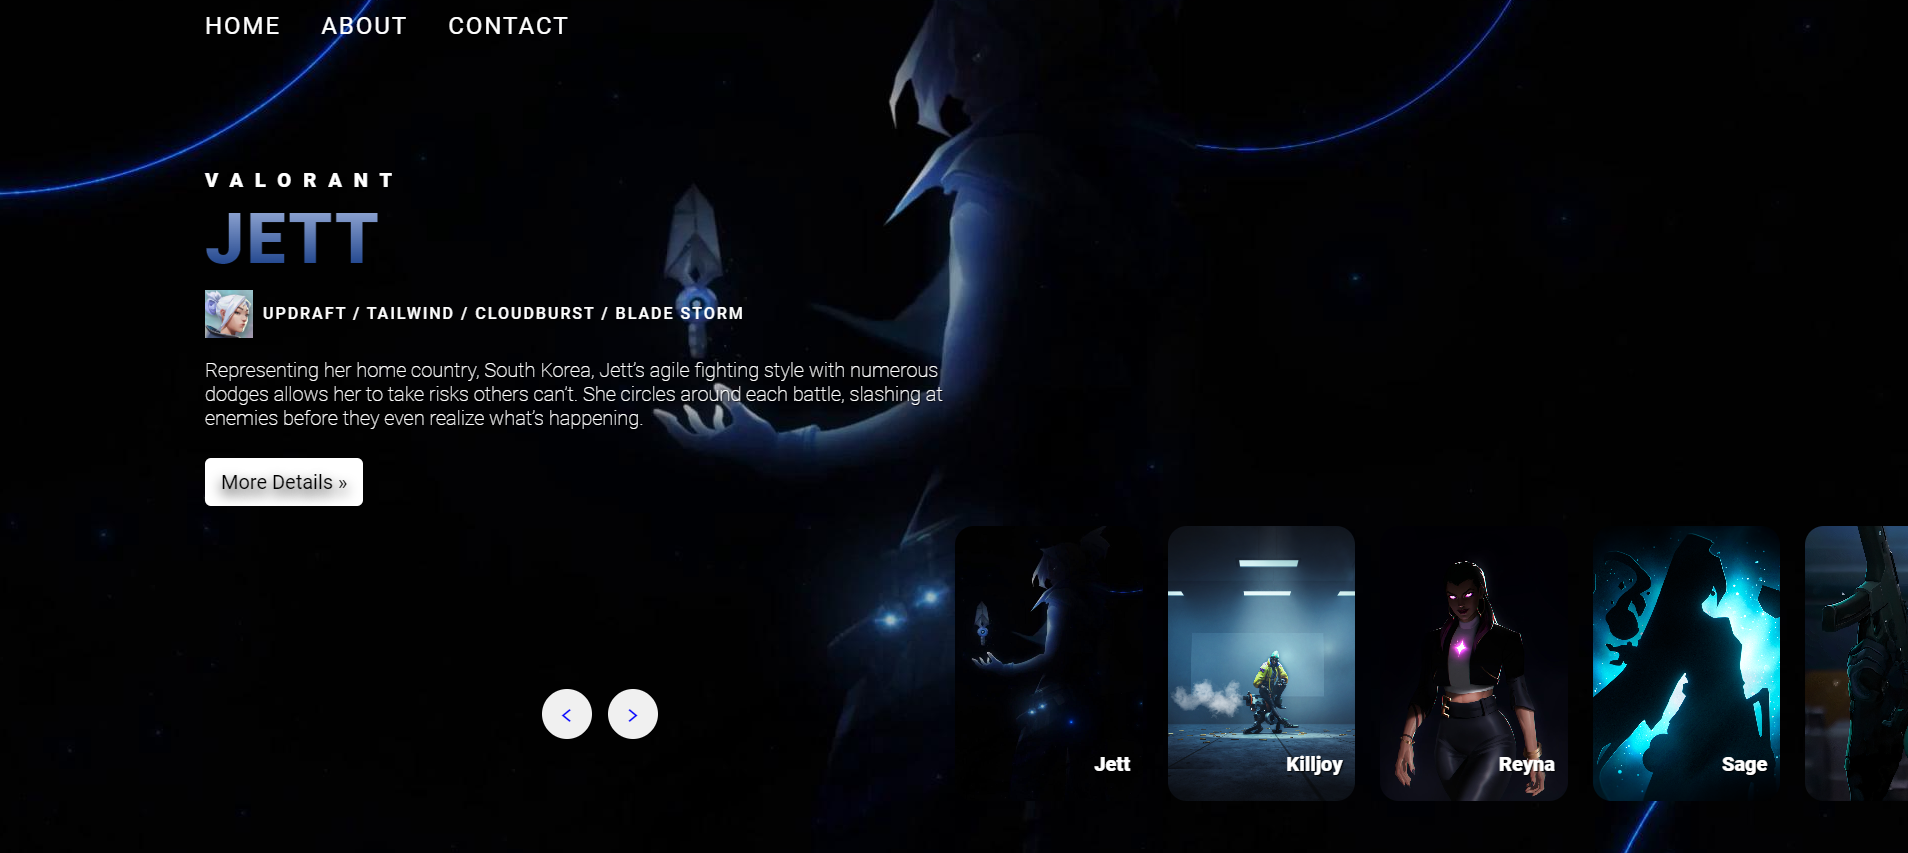 HOME ABOUT CONTACT
VALORANT
JETT
UPDRAFT / TAILWIND / CLOUDBURST / BLADE STORM
Representing her home country, South Korea, Jett’s agile fighting style with numerous
dodges allows her to take risks others can’t. She circles around each battle, slashing at
enemies before they even realize what’s happening.
More Details »
< >
Jett Killjoy Reyna Sage